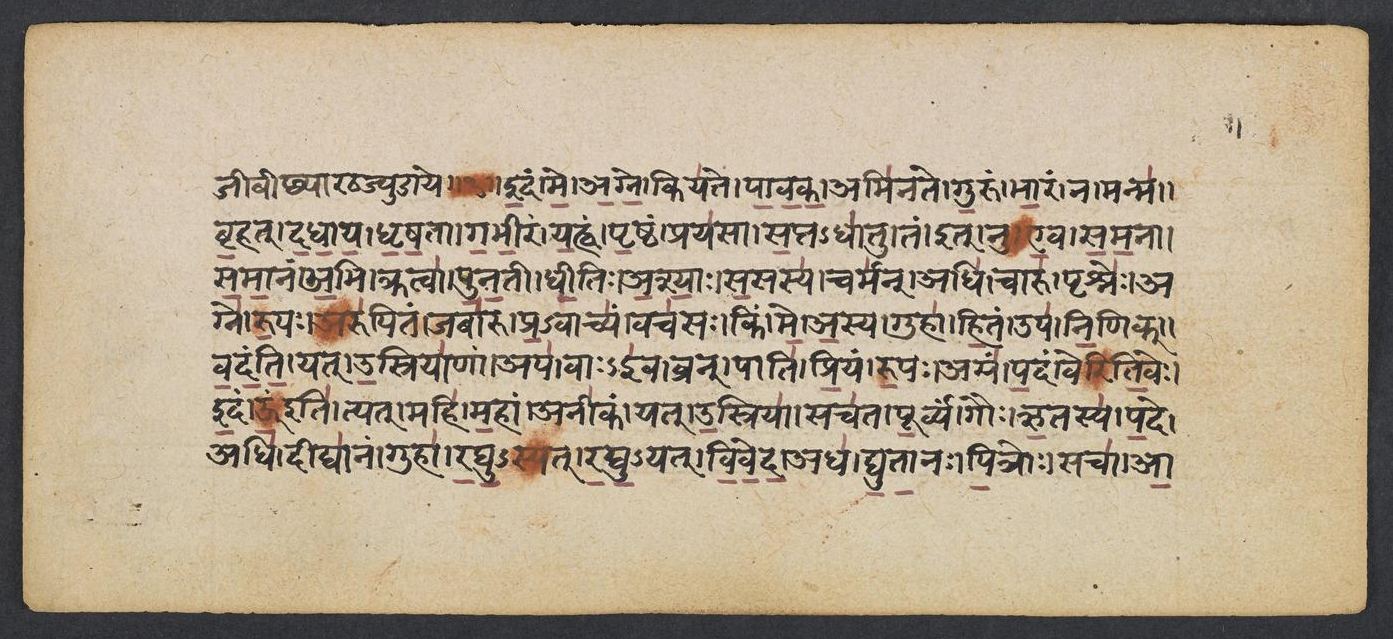 इदं।मे।अग्ने।कियते।पावक।अमिनते।गुरुं।भारं।न।मन्म।।
बृहत्।दधाथ।धृषता।गभीरं।यह्वं।पृष्ठं।प्रयसा।सप्तऽधातु।तं।इत्।नु।एव।समना।
समानं।अभि।क्रत्वा।पुनती।धीतिः।अश्याः।ससस्य।चर्मन्।अधि।चारु।पृश्नेः।अ
ग्रे।रुपः।आरुपितं।जबारु।प्रऽवाच्यं।वचसः।किं।मे।अस्य।गुहा।हितं।उप।निणिक्।।
वदंति।यत्।उस्रियाणां।अप।वाःऽइव।व्रन्।पाति।प्रियं।रुपः।अग्रं।पदं।वेरितिवेः।
इदं।ऊँइति।त्यत्।महि।महां।अनीकं।यत्।उस्रिया।सचत।पूर्व्यं।गौः।ऋतस्य।पदे।
अधि।दीद्यानं।गुहा।रघुऽस्यत्।रघुऽयत्।विवेद।अध।द्युतानः।पित्रोः।सचा।आ